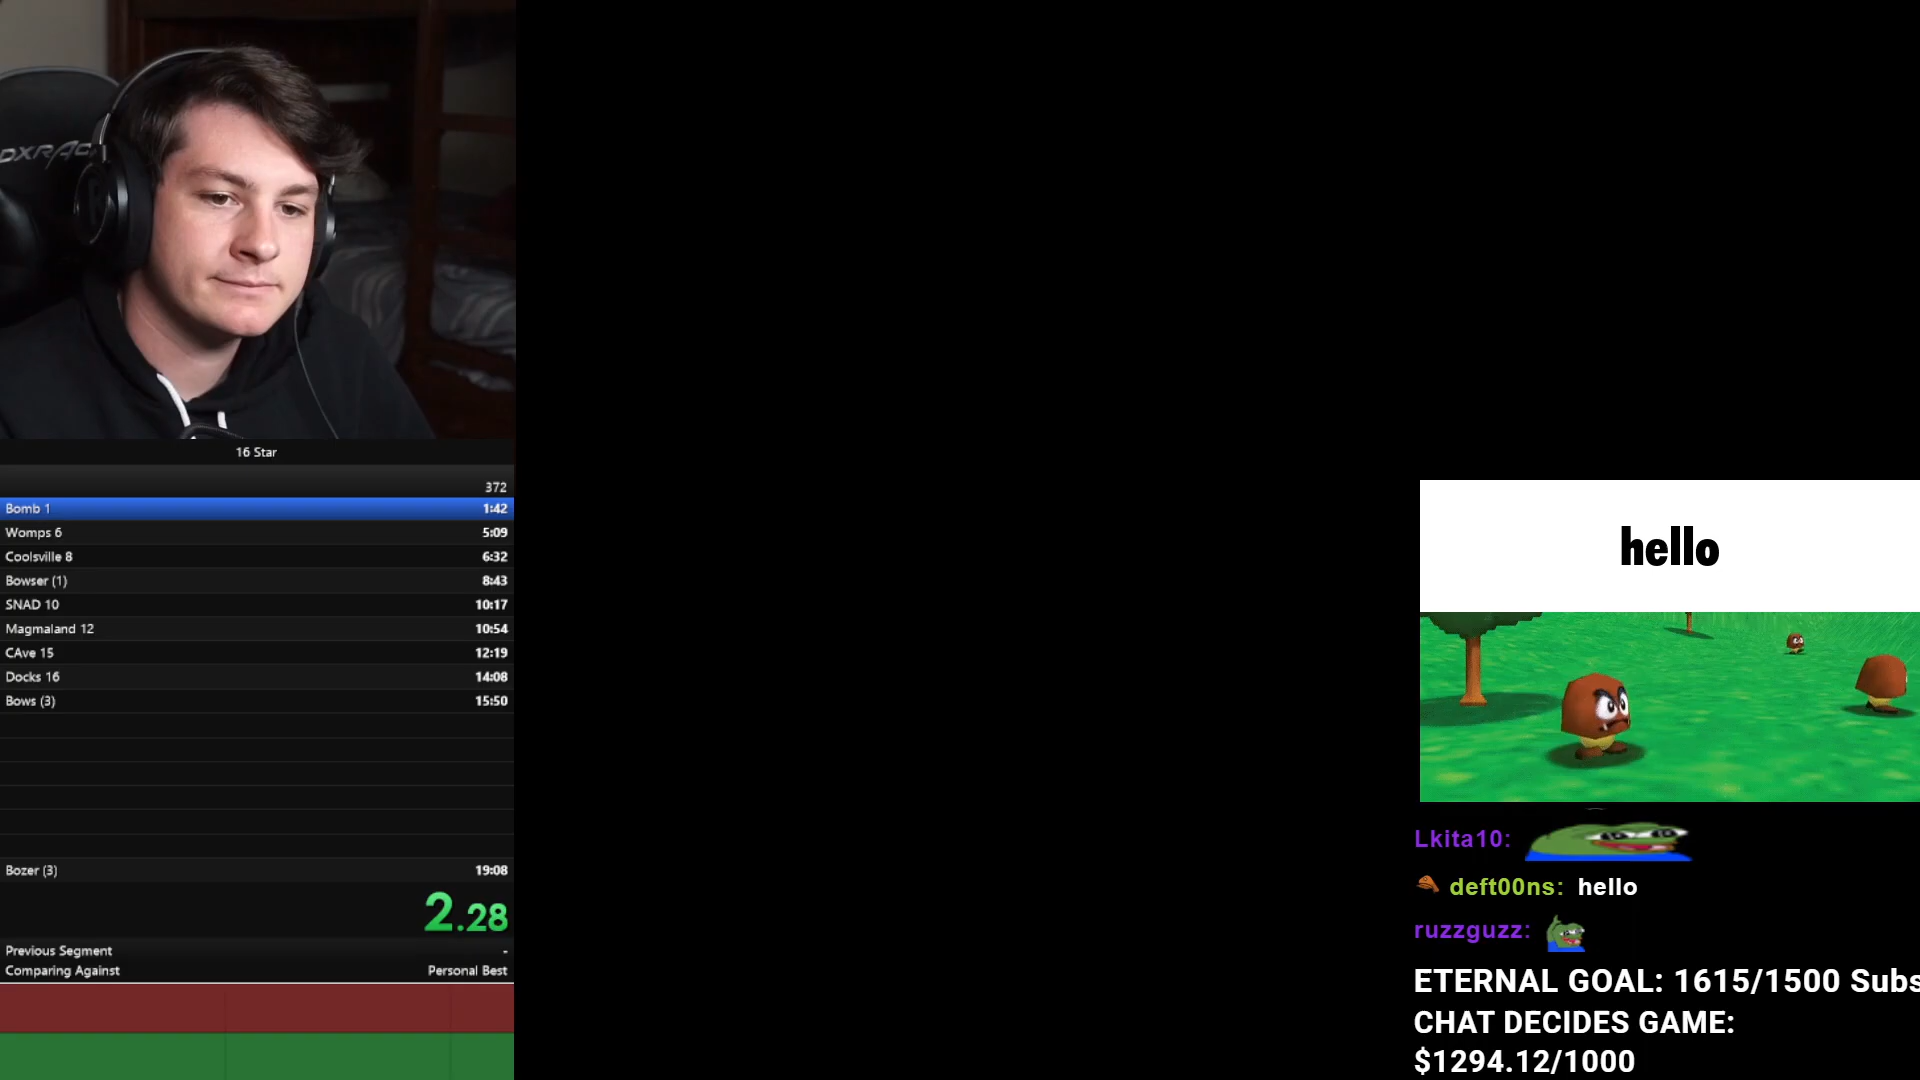 DXRAC
16 Star
372
Bomb 1 1:42
Womps 6 5:09
Coolsville 8 6:32
Bowser (1) 8:43
SNAD 10 10:17
Magmaland 12 10:54
CAve 15 12:19
Docks 16 14:08
Bows (3) 15:50
Bozer (3) 19:08
2.28
Previous Segment -
Comparing Against Personal Best
hello
Lkita10:
deft00ns: hello
ruzzguzz:
ETERNAL GOAL: 1615/1500 Subs
CHAT DECIDES GAME:
$1294.12/1000